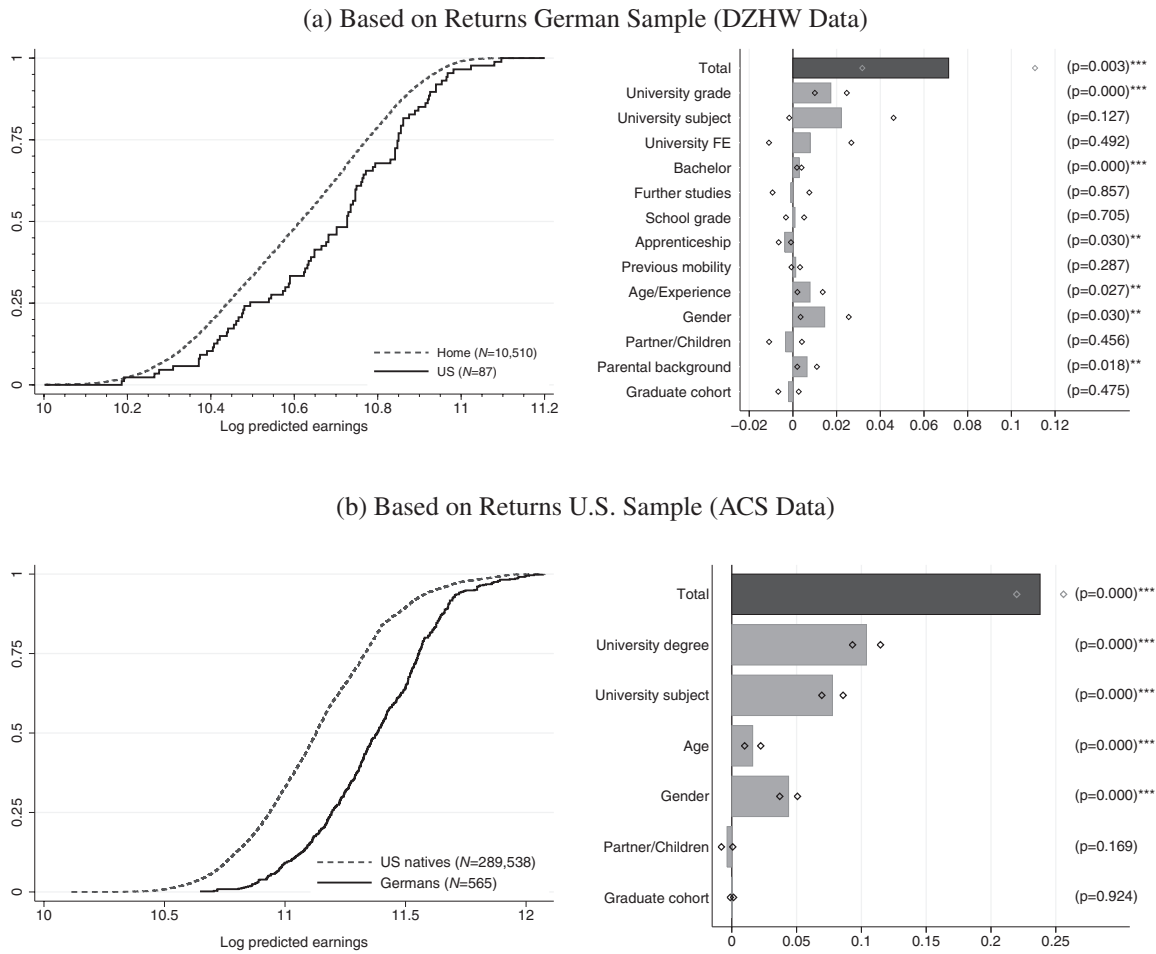 (a) Based on Returns German Sample (DZHW Data)
1
0.75
0.5
0.25
0
10
10.2
10.4
10.6
10.8
11
11.2
Log predicted earnings
Home (N=10,510)
US (N=87)
Total (p=0.003)***
University grade (p=0.000)***
University subject (p=0.127)
University FE (p=0.492)
Bachelor (p=0.000)***
Further studies (p=0.857)
School grade (p=0.705)
Apprenticeship (p=0.030)**
Previous mobility (p=0.287)
Age/Experience (p=0.027)**
Gender (p=0.030)**
Partner/Children (p=0.456)
Parental background (p=0.018)**
Graduate cohort (p=0.475)
−0.02 0 0.02 0.04 0.06 0.08 0.1 0.12
(b) Based on Returns U.S. Sample (ACS Data)
1
0.75
0.5
0.25
0
10 10.5 11 11.5 12
Log predicted earnings
US natives (N=289,538)
Germans (N=565)
Total (p=0.000)***
University degree (p=0.000)***
University subject (p=0.000)***
Age (p=0.000)***
Gender (p=0.000)***
Partner/Children (p=0.169)
Graduate cohort (p=0.924)
0 0.05 0.1 0.15 0.2 0.25